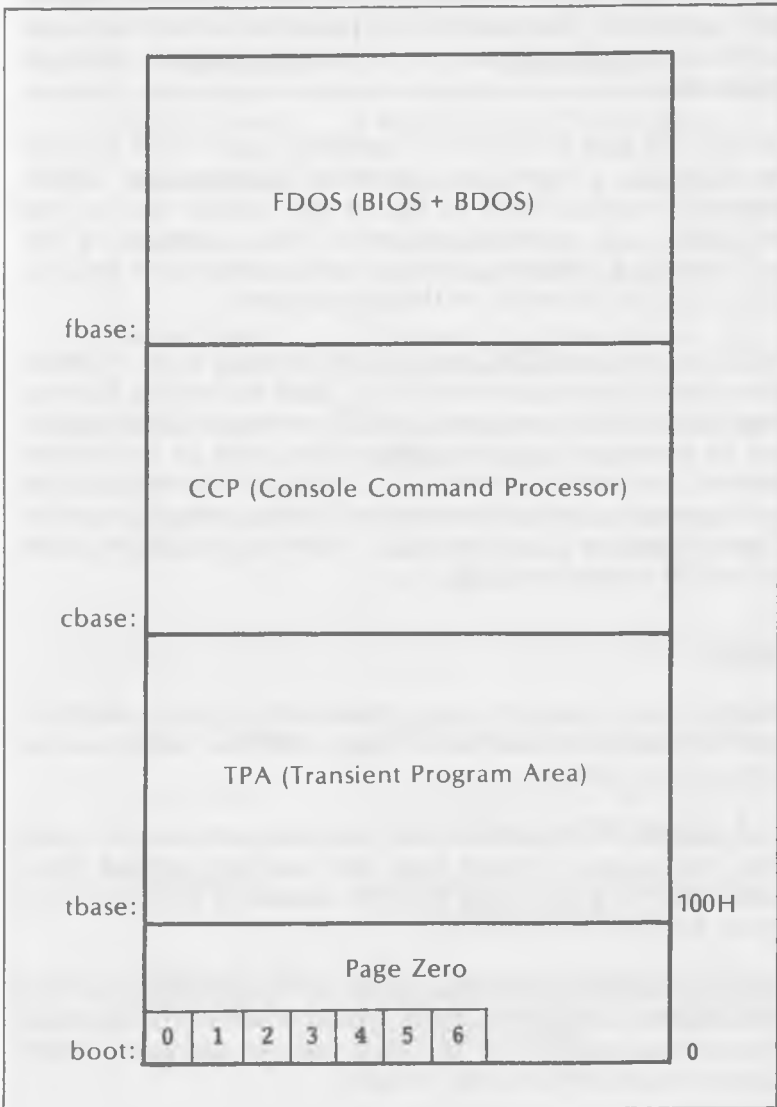 FDOS (BIOS + BDOS)
fbase:
CCP (Console Command Processor)
cbase:
TPA (Transient Program Area)
tbase:
100H
Page Zero
0 1 2 3 4 5 6
boot:
0